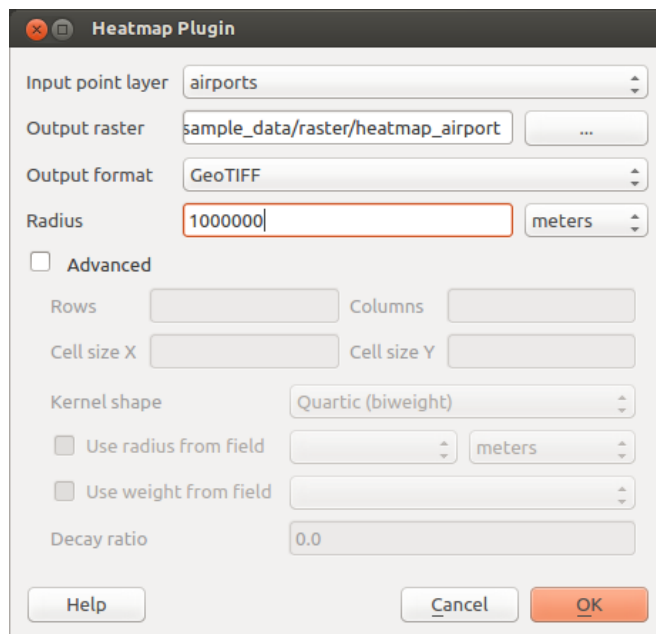 Heatmap Plugin
Input point layer airports
Output raster sample_data/raster/heatmap_airport ...
Output format GeoTIFF
Radius 1000000 meters
Advanced
Rows Columns
Cell size X Cell size Y
Kernel shape Quartic (biweight)
Use radius from field meters
Use weight from field
Decay ratio 0.0
Help Cancel OK